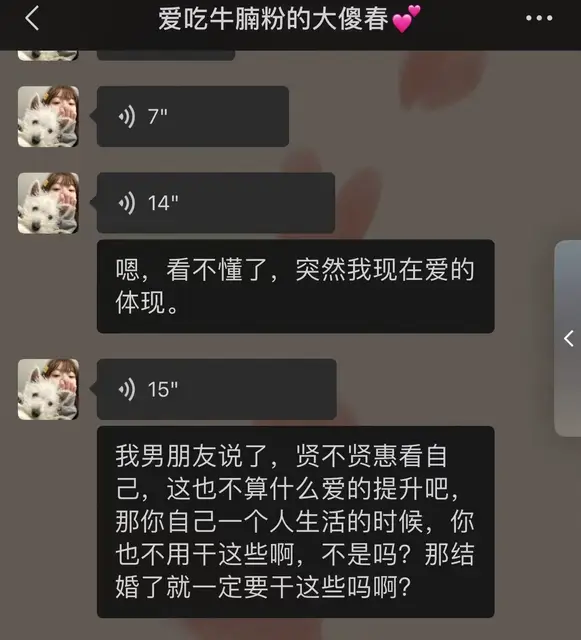 爱吃牛腩粉的大傻春💕
7"
14"
嗯，看不懂了，突然我现在爱的
体现。
15"
我男朋友说了，贤不贤惠看自
己，这也不算什么爱的提升吧，
那你自己一个人生活的时候，你
也不用干这些啊，不是吗？那结
婚了就一定要干这些吗啊？